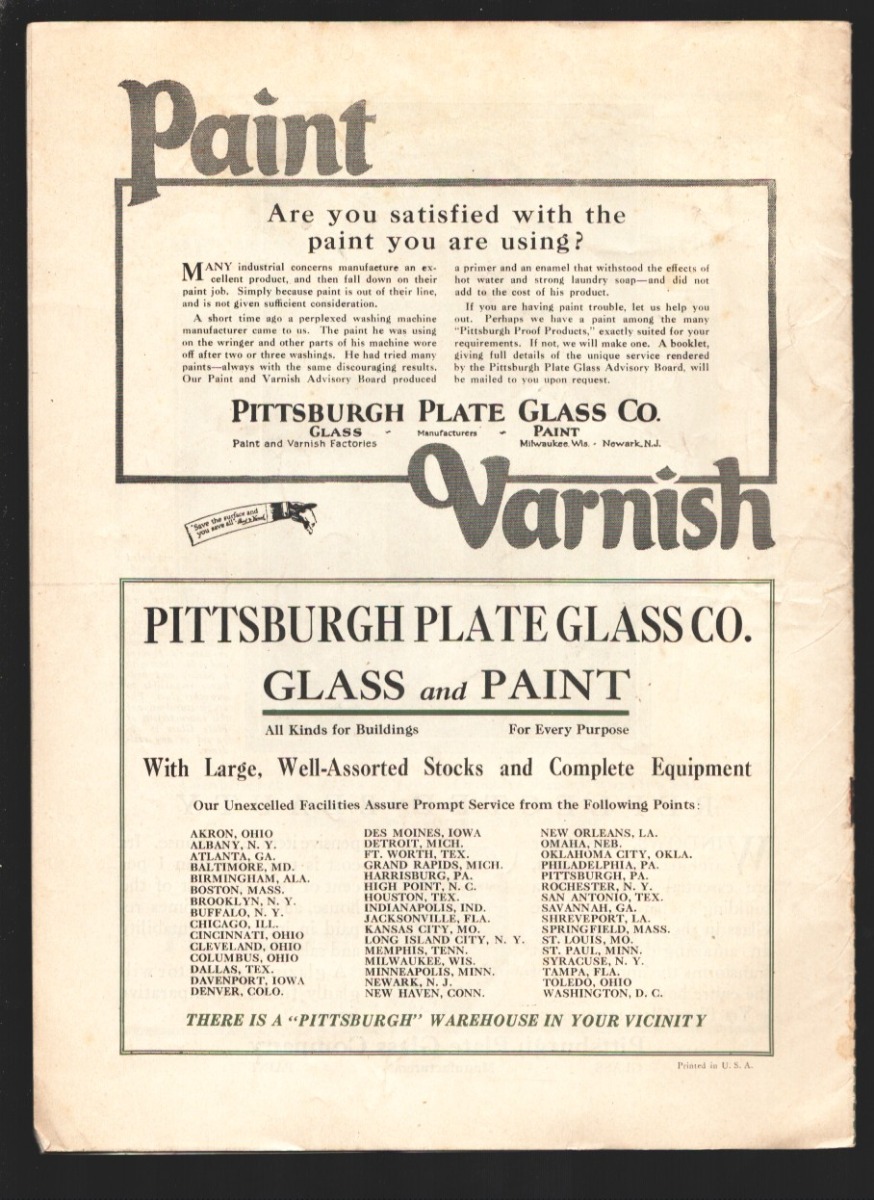 Paint
Are you satisfied with the
paint you are using?
MANY industrial concerns manufacture an ex-
cellent product, and then fall down on their
paint job. Simply because paint is out of their line,
and is not given sufficient consideration.
A short time ago a perplexed washing machine
manufacturer came to us. The paint he was using
on the wringer and other parts of his machine wore
off after two or three washings. He had tried many
paints—always with the same discouraging results.
Our Paint and Varnish Advisory Board produced
a primer and an enamel that withstood the effects of
hot water and strong laundry soap—and did not
add to the cost of his product.
If you are having paint trouble, let us help you
out. Perhaps we have a paint among the many
"Pittsburgh Proof Products," exactly suited for your
requirements. If not, we will make one. A booklet,
giving full details of the unique service rendered
by the Pittsburgh Plate Glass Advisory Board, will
be mailed to you upon request.
PITTSBURGH PLATE GLASS CO.
GLASS - Manufacturers - PAINT
Paint and Varnish Factories Milwaukee, Wis. - Newark, N.J.
Varnish
"Save the surface and
you save all"
PITTSBURGH PLATE GLASS CO.
GLASS and PAINT
All Kinds for Buildings For Every Purpose
With Large, Well-Assorted Stocks and Complete Equipment
Our Unexcelled Facilities Assure Prompt Service from the Following Points:
AKRON, OHIO
ALBANY, N. Y.
ATLANTA, GA.
BALTIMORE, MD.
BIRMINGHAM, ALA.
BOSTON, MASS.
BROOKLYN, N. Y.
BUFFALO, N. Y.
CHICAGO, ILL.
CINCINNATI, OHIO
CLEVELAND, OHIO
COLUMBUS, OHIO
DALLAS, TEX.
DAVENPORT, IOWA
DENVER, COLO.
DES MOINES, IOWA
DETROIT, MICH.
FT. WORTH, TEX.
GRAND RAPIDS, MICH.
HARRISBURG, PA.
HIGH POINT, N. C.
HOUSTON, TEX.
INDIANAPOLIS, IND.
JACKSONVILLE, FLA.
KANSAS CITY, MO.
LONG ISLAND CITY, N. Y.
MEMPHIS, TENN.
MILWAUKEE, WIS.
MINNEAPOLIS, MINN.
NEWARK, N. J.
NEW HAVEN, CONN.
NEW ORLEANS, LA.
OMAHA, NEB.
OKLAHOMA CITY, OKLA.
PHILADELPHIA, PA.
PITTSBURGH, PA.
ROCHESTER, N. Y.
SAN ANTONIO, TEX.
SAVANNAH, GA.
SHREVEPORT, LA.
SPRINGFIELD, MASS.
ST. LOUIS, MO.
ST. PAUL, MINN.
SYRACUSE, N. Y.
TAMPA, FLA.
TOLEDO, OHIO
WASHINGTON, D. C.
THERE IS A "PITTSBURGH" WAREHOUSE IN YOUR VICINITY
Printed in U. S. A.